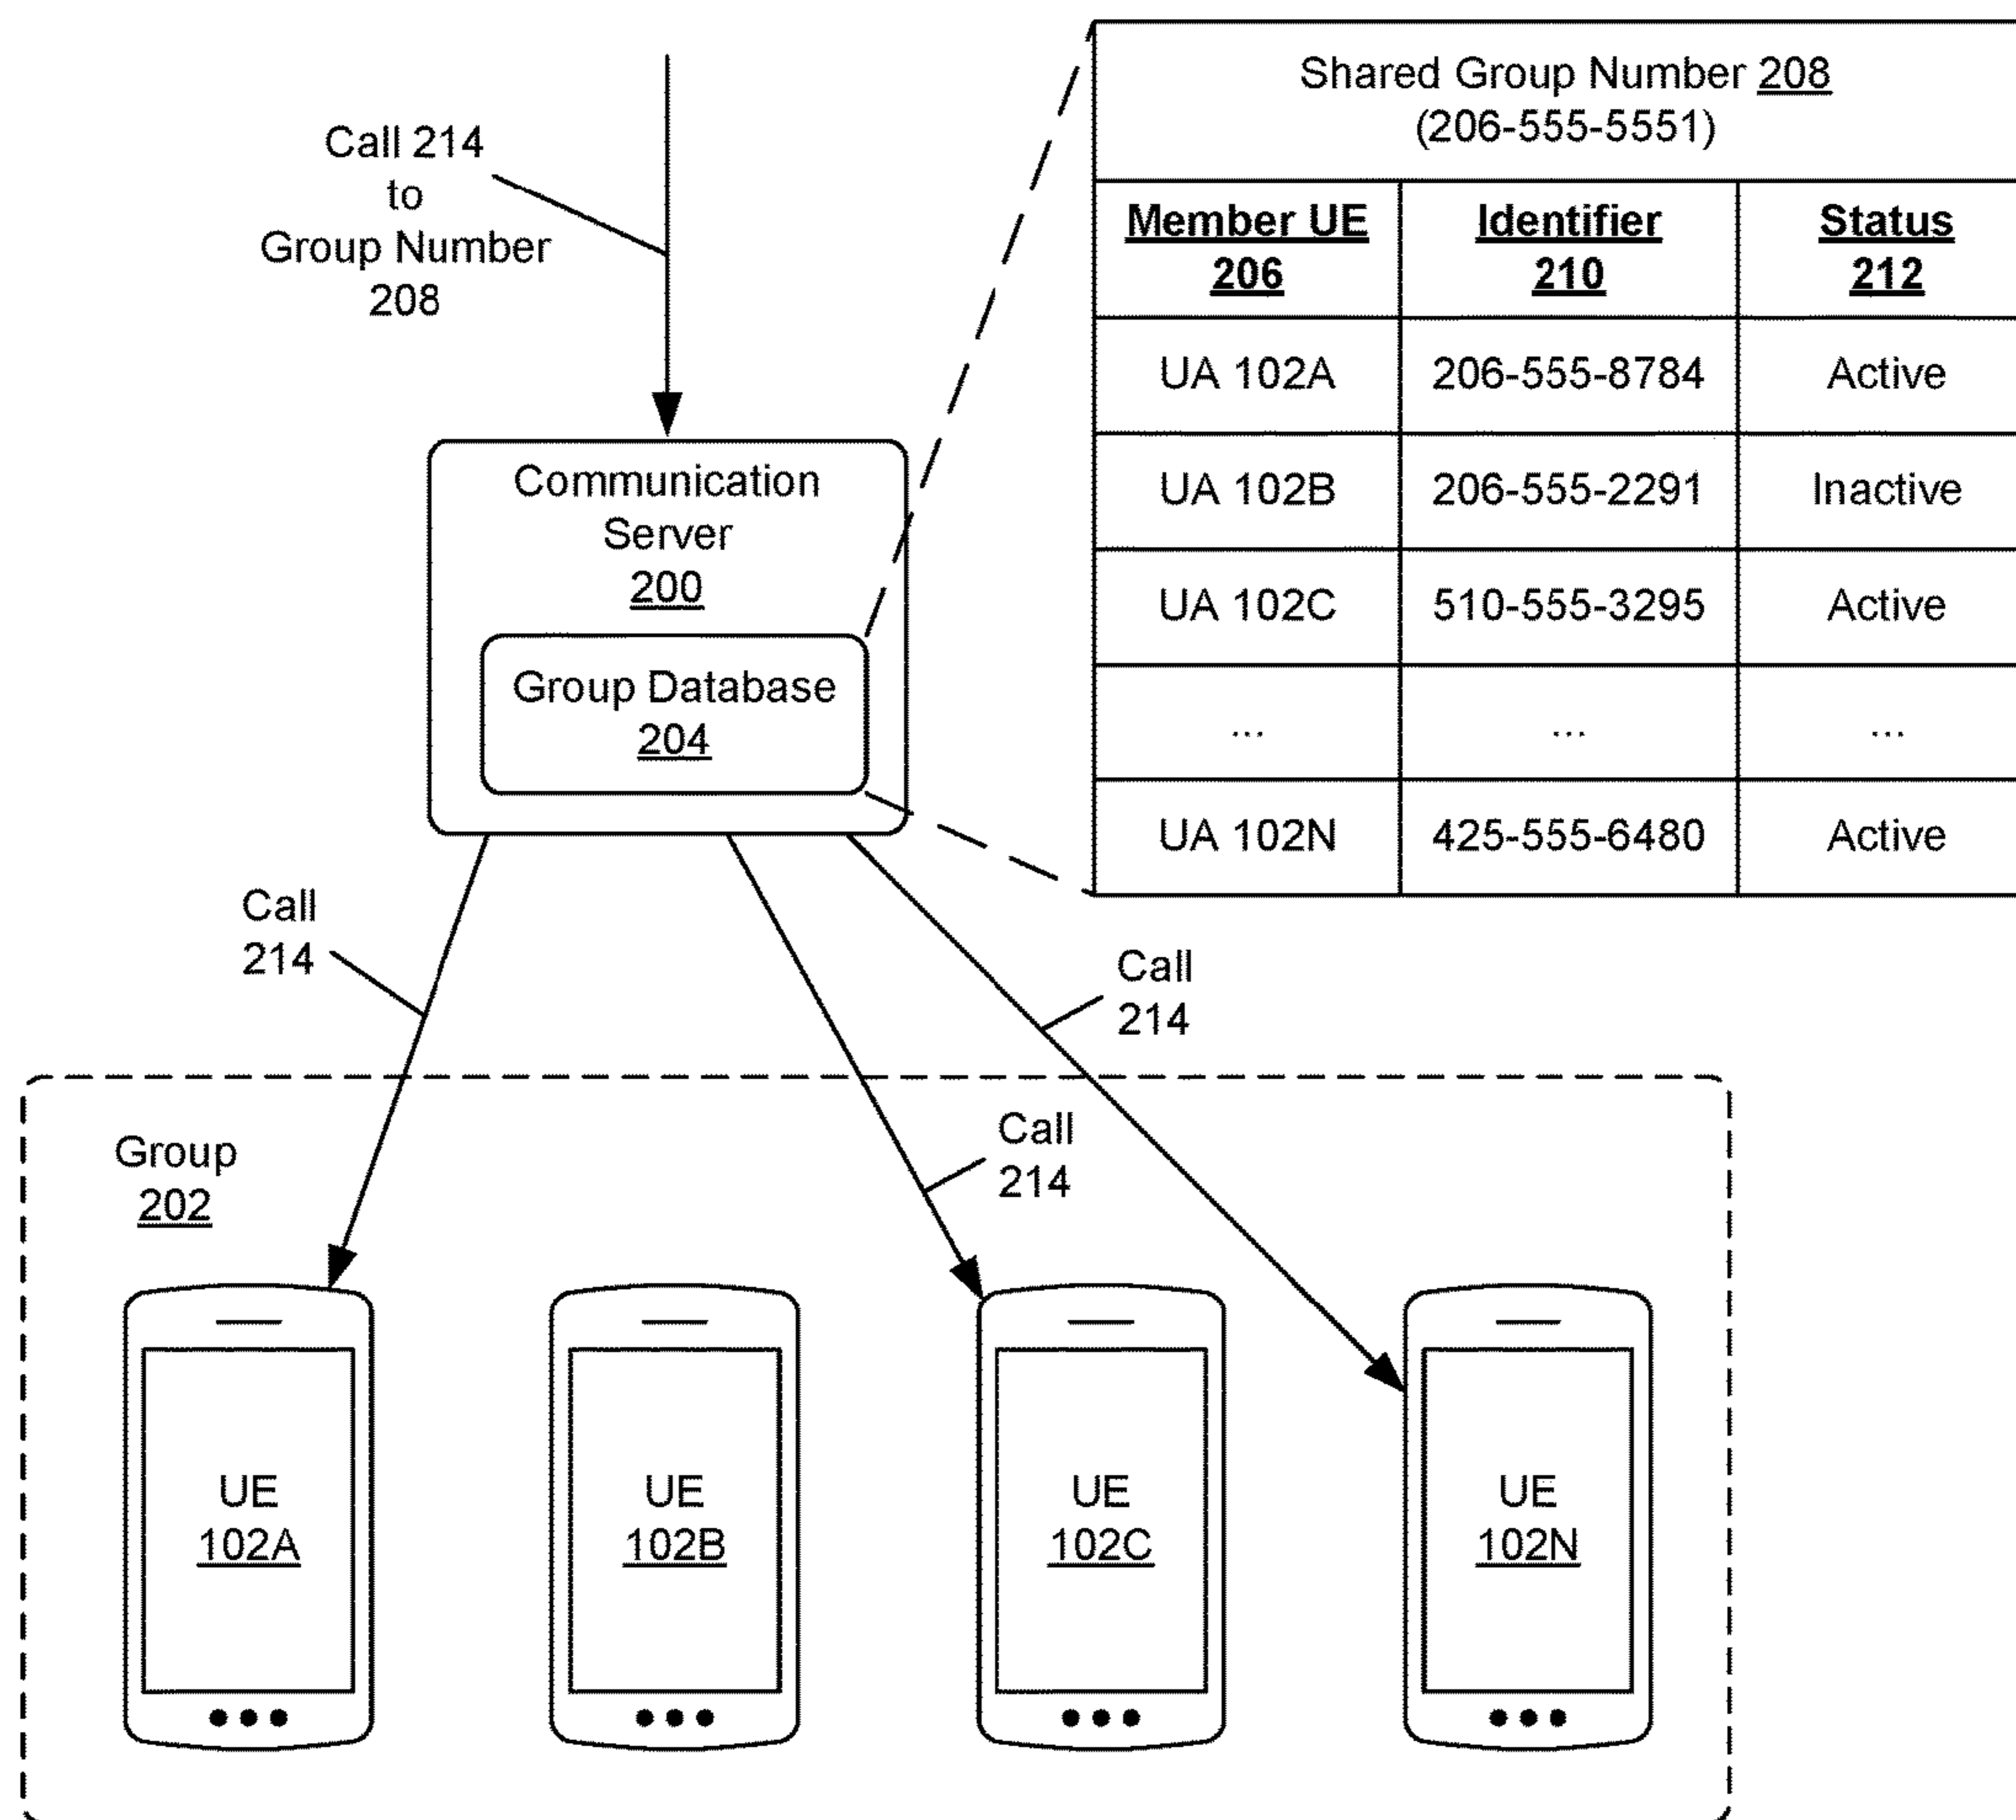 Call 214
to
Group Number
208
Communication
Server
200
Group Database
204
Shared Group Number 208
(206-555-5551)
Member UE
206
Identifier
210
Status
212
UA 102A 206-555-8784 Active
UA 102B 206-555-2291 Inactive
UA 102C 510-555-3295 Active
... ... ...
UA 102N 425-555-6480 Active
Call
214
Call
214
Call
214
Group
202
UE
102A
UE
102B
UE
102C
UE
102N